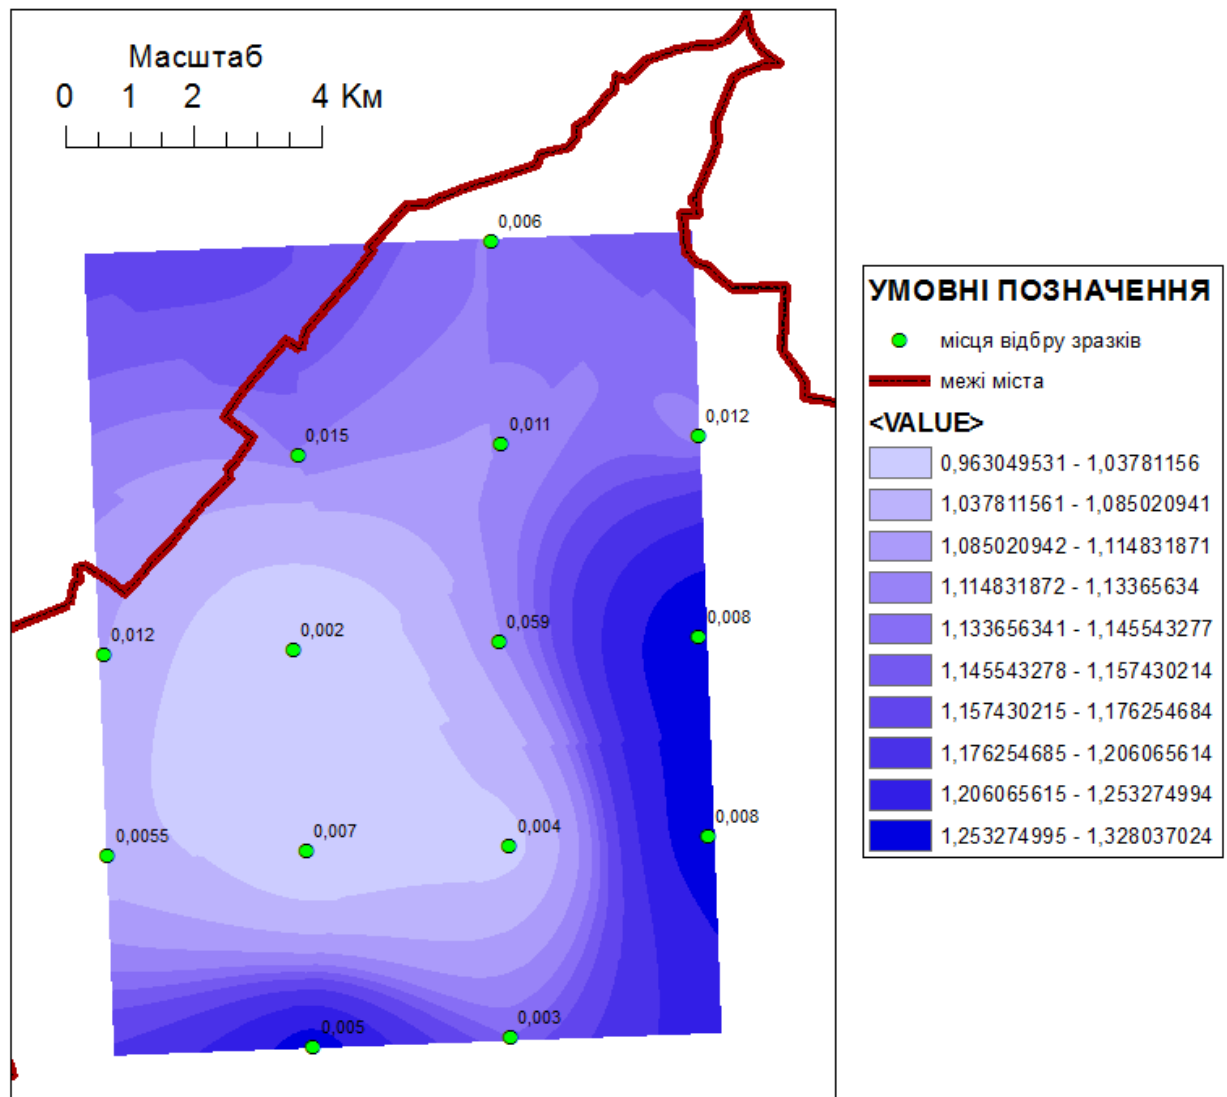 Масштаб
0 1 2 4 Км
0,006
0,015
0,011
0,012
0,012
0,002
0,059
0,008
0,0055
0,007
0,004
0,008
0,005
0,003
УМОВНІ ПОЗНАЧЕННЯ
місця відбру зразків
межі міста
<VALUE>
0,963049531 - 1,03781156
1,037811561 - 1,085020941
1,085020942 - 1,114831871
1,114831872 - 1,13365634
1,133656341 - 1,145543277
1,145543278 - 1,157430214
1,157430215 - 1,176254684
1,176254685 - 1,206065614
1,206065615 - 1,253274994
1,253274995 - 1,328037024